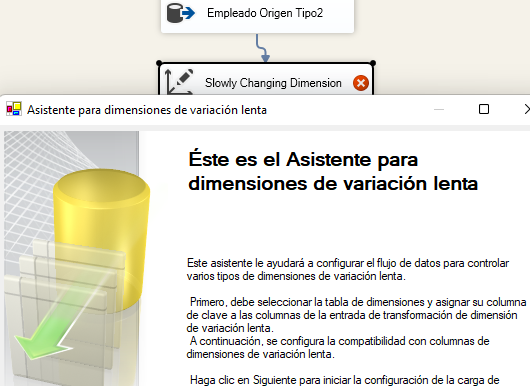 Empleado Origen Tipo2
Slowly Changing Dimension
Asistente para dimensiones de variación lenta
Éste es el Asistente para
dimensiones de variación lenta
Este asistente le ayudará a configurar el flujo de datos para controlar
varios tipos de dimensiones de variación lenta.
Primero, debe seleccionar la tabla de dimensiones y asignar su columna
de clave a las columnas de la entrada de transformación de dimensión
de variación lenta.
A continuación, se configura la compatibilidad con columnas de
dimensiones de variación lenta.
Haga clic en Siguiente para iniciar la configuración de la carga de